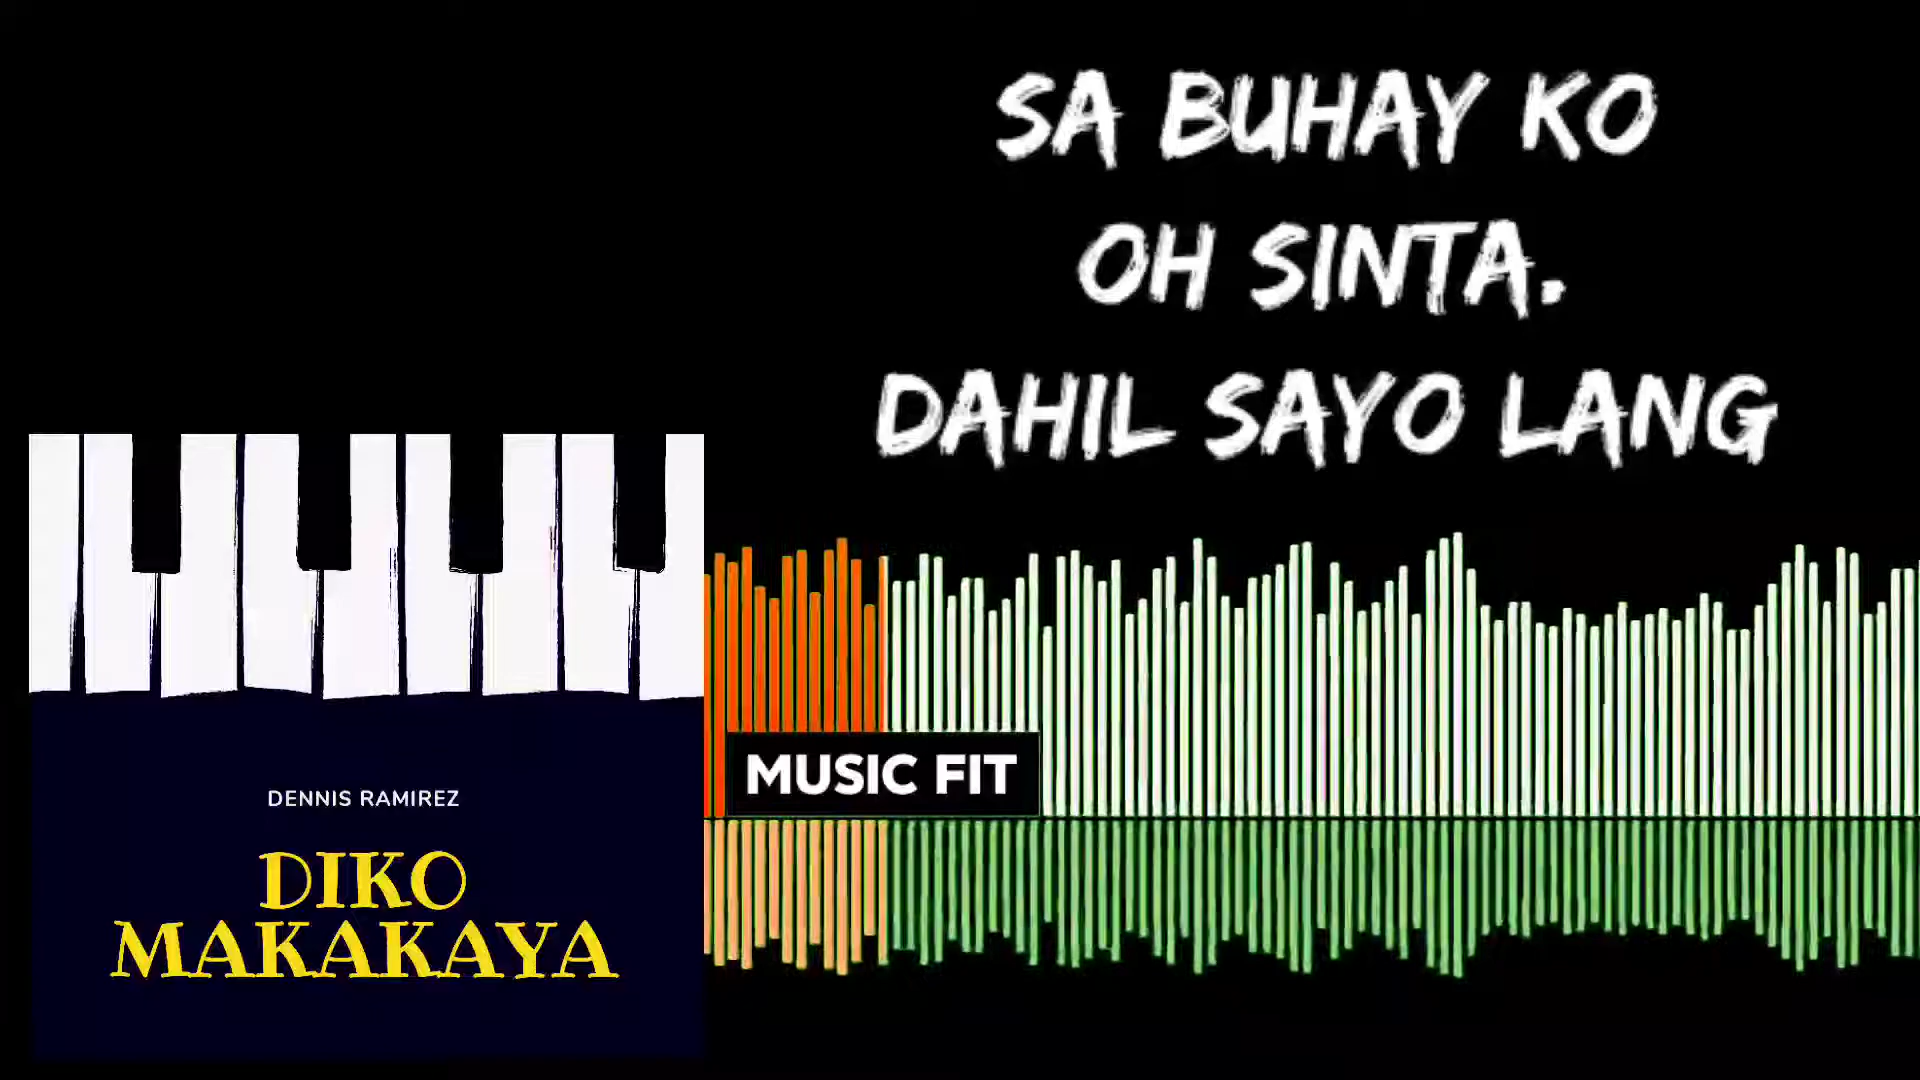 SA BUHAY KO
OH SINTA.
DAHIL SAYO LANG
MUSIC FIT
DENNIS RAMIREZ
DIKO
MAKAKAYA